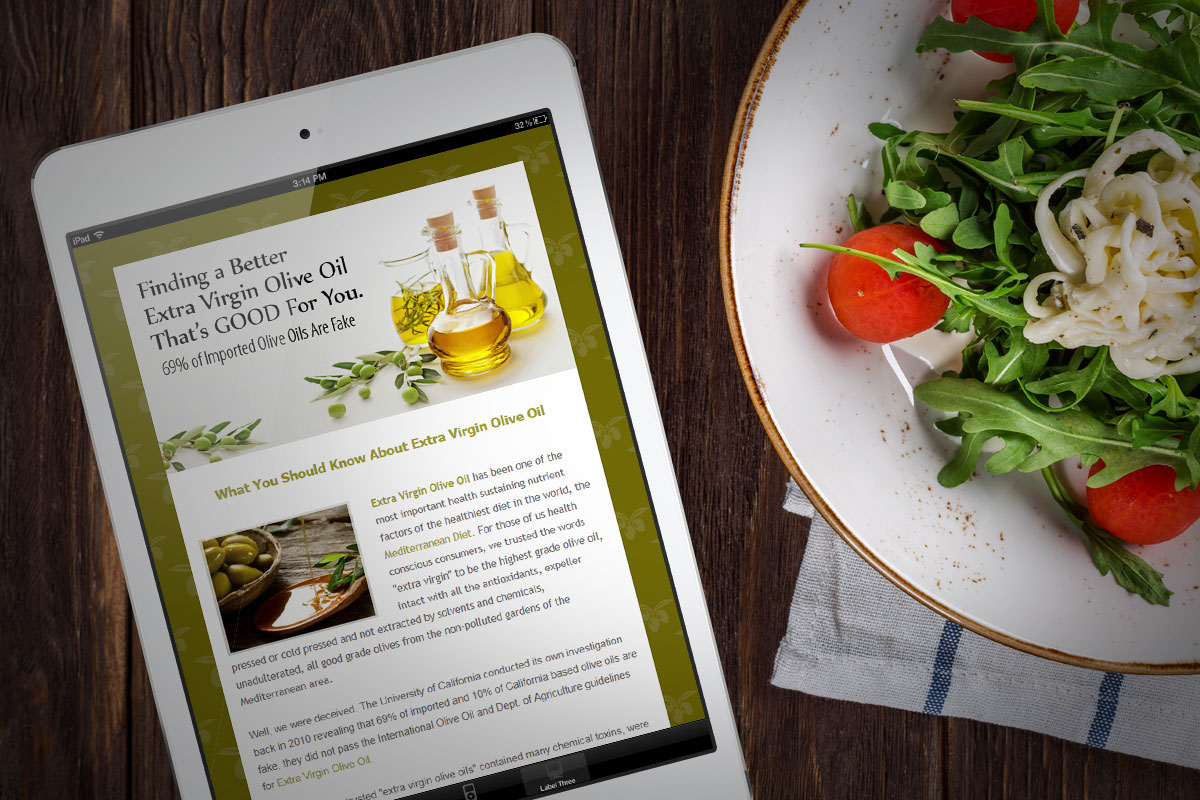 iPad
3:14 PM
32 %
Finding a Better
Extra Virgin Olive Oil
That's GOOD For You.
69% of Imported Olive Oils Are Fake
What You Should Know About Extra Virgin Olive Oil
Extra Virgin Olive Oil has been one of the
most important health sustaining nutrient
factors of the healthiest diet in the world, the
Mediterranean Diet. For those of us health
conscious consumers, we trusted the words
"extra virgin" to be the highest grade olive oil,
intact with all the antioxidants, expeller
pressed or cold pressed and not extracted by solvents and chemicals,
unadulterated, all good grade olives from the non-polluted gardens of the
Mediterranean area.
Well, we were deceived. The University of California conducted its own investigation
back in 2010 revealing that 69% of imported and 10% of California based olive oils are
fake, they did not pass the International Olive Oil and Dept. of Agriculture guidelines
for Extra Virgin Olive Oil.
"extra virgin olive oils" contained many chemical toxins, were
Label Three